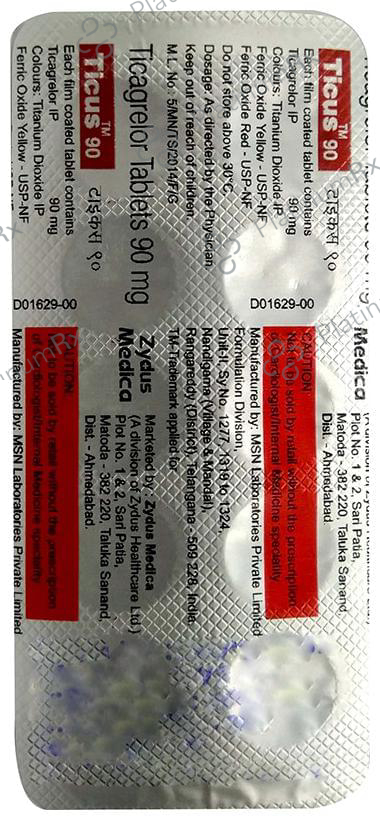 Ticagrelor Tablets 90 mg
Medica
Plot No. 1 & 2, Sari Patia,
Matoda - 382 220, Taluka Sanand,
Dist. - Ahmedabad.
Ticus™ 90
टाइकस ९०
Each film coated tablet contains
Ticagrelor IP 90 mg
Colours: Titanium Dioxide IP
Ferric Oxide Yellow - USP-NF
Ferric Oxide Red - USP-NF
Do not store above 30°C.
Dosage: As directed by the Physician.
Keep out of reach of children.
M.L. No.: 5/MN/TS/2014/F/G
D01629-00
CAUTION:
Not to be sold by retail without the prescription
of Cardiologist/Internal Medicine speciality
Manufactured by: MSN Laboratories Private Limited
Formulation Division,
Unit-II, Sy No. 1277, 1319 to 1324,
Nandigama (Village & Mandal),
Rangareddy (District), Telangana - 509 228, India.
TM-Trademark applied for
Ticagrelor Tablets 90 mg
Zydus
Medica
Marketed by: Zydus Medica
(A division of Zydus Healthcare Ltd.)
Plot No. 1 & 2, Sari Patia,
Matoda - 382 220, Taluka Sanand,
Dist. - Ahmedabad.
Ticus™ 90
टाइकस ९०
Each film coated tablet contains
Ticagrelor IP 90 mg
Colours: Titanium Dioxide IP
Ferric Oxide Yellow - USP-NF
D01629-00
CAUTION:
Not to be sold by retail without the prescription
of Cardiologist/Internal Medicine speciality
Manufactured by: MSN Laboratories Private Limited